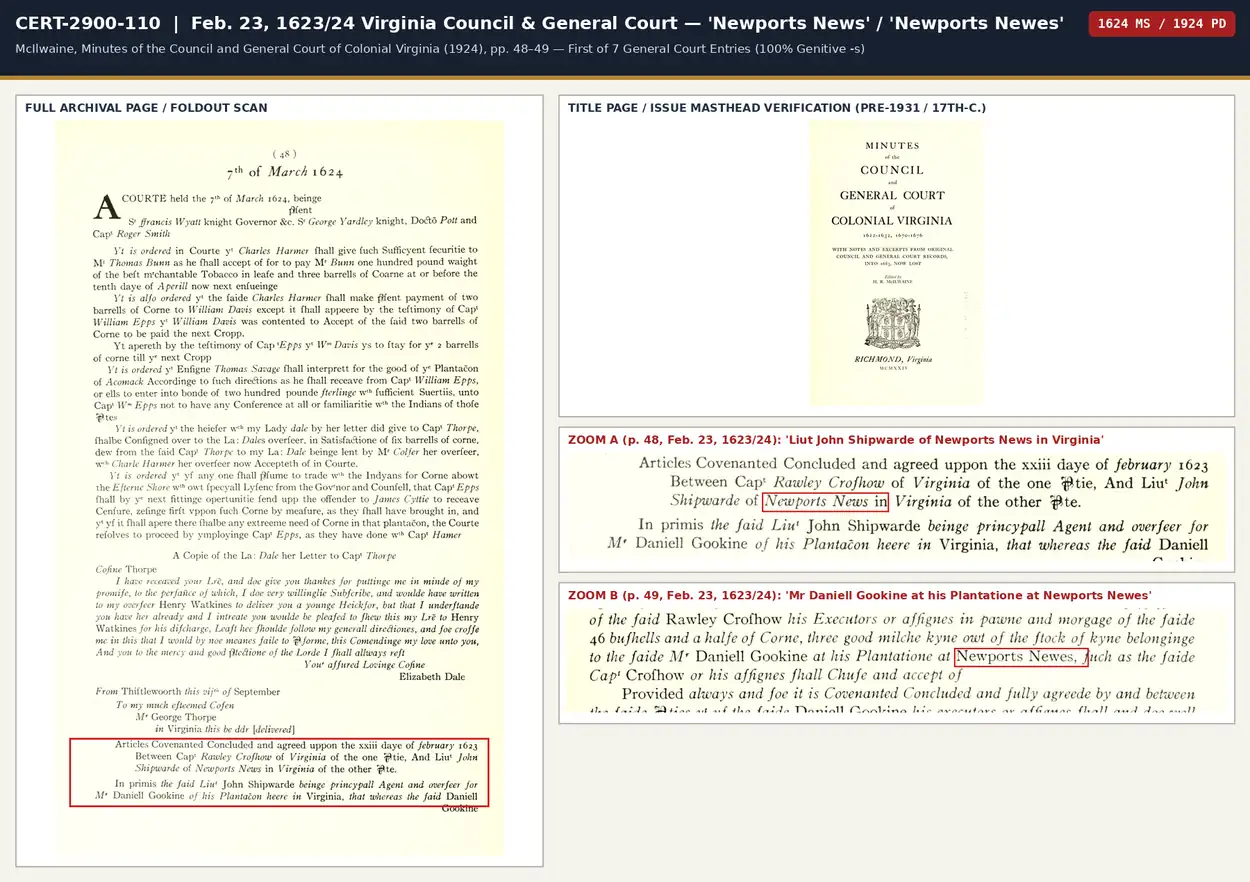 CERT-2900-110 | Feb. 23, 1623/24 Virginia Council & General Court — 'Newports News' / 'Newports Newes'
1624 MS / 1924 PD
McIlwaine, Minutes of the Council and General Court of Colonial Virginia (1924), pp. 48–49 — First of 7 General Court Entries (100% Genitive -s)
FULL ARCHIVAL PAGE / FOLDOUT SCAN
( 48 )
7th of March 1624
A COURTE held the 7th of March 1624, beinge
p̃ſent
Sr ffrancis Wyatt knight Governor &c. Sr George Yardley knight, Doctõ Pott and
Capt Roger Smith
Yt is ordered in Courte yt Charles Harmer ſhall give ſuch Sufficyent ſecuritie to
Mr Thomas Bunn as he ſhall accept of for to pay Mr Bunn one hundred pound waight
of the beſt m'chantable Tobacco in leafe and three barrells of Coarne at or before the
tenth daye of Aperill now next enſueinge
Yt is alſo ordered yt the ſaide Charles Harmer ſhall make p̃ſent payment of two
barrells of Corne to William Davis except it ſhall appeere by the teſtimony of Capt
William Epps yt William Davis was contented to Accept of the ſaid two barrells of
Corne to be paid the next Cropp.
Yt apereth by the teſtimony of Cap t Epps yt Wm Davis ys to ſtay for ye 2 barrells
of corne till ye next Cropp
Yt is ordered yt Enſigne Thomas Savage ſhall interprett for the good of ye Plantacõn
of Acomack Accordinge to ſuch directions as he ſhall receave from Capt William Epps,
or ells to enter into bonde of two hundred pounde ſterlinge wth ſufficient Suertiis, unto
Capt Wm Epps not to have any Conference at all or familiaritie wth the Indians of thoſe
p̃tes
Yt is ordered yt the heiefer wth my Lady dale by her letter did give to Capt Thorpe,
ſhalbe Conſigned over to the La: Dales overſeer, in Satisfactione of ſix barrells of corne,
dew from the ſaid Capt Thorpe to my La: Dale beinge lent by Mr Colfer her overſeer,
wth Charle Harmer her overſeer now Accepteth of in Courte.
Yt is ordered yt yf any one ſhall p̃ſume to trade wth the Indyans for Corne abowt
the Eſterne Shore wth owt ſpecyall Lyſenc from the Gov'nor and Counſell, that Capt Epps
ſhall by ye next fittinge opertunitie ſend upp the offender to James Cyttie to receave
Cenſure, zeſinge firſt vppon ſuch Corne by meaſure, as they ſhall have brought in, and
yt yf it ſhall apere there ſhalbe any extreeme need of Corne in that plantacõn, the Courte
reſolves to proceed by ymployinge Capt Epps, as they have done wth Capt Hamer
A Copie of the La: Dale her Letter to Capt Thorpe
Coſine Thorpe
I have receaved your Lrẽ, and doe give you thankes for puttinge me in minde of my
promiſe, to the perſãnce of which, I doe very willinglie Subſcribe, and woulde have written
to my overſeer Henry Watkines to deliver you a younge Heickfor, but that I underſtande
you have her already and I intreate you woulde be pleaſed to ſhew this my Lrẽ to Henry
Watkines for his diſcharge, Leaſt hee ſhoulde follow my generall directiones, and ſoe croſſe
me in this that I would by noe meanes faile to p̃forme, this Comendinge my love unto you,
And you to the mercy and good p̃tectione of the Lorde I ſhall allways reſt
Your aſſured Lovinge Coſine
Elizabeth Dale
From Thiſtleworth this vijth of September
To my much eſteemed Coſen
Mr George Thorpe
in Virginia this be ddr [delivered]
Articles Covenanted Concluded and agreed uppon the xxiii daye of february 1623
Between Capt Rawley Croſhow of Virginia of the one p̃tie, And Liut John
Shipwarde of Newports News in Virginia of the other p̃te.
In primis the ſaid Liut John Shipwarde beinge princypall Agent and overſeer for
Mr Daniell Gookine of his Plantacõn heere in Virginia, that whereas the ſaid Daniell
Gookine
TITLE PAGE / ISSUE MASTHEAD VERIFICATION (PRE-1931 / 17TH-C.)
MINUTES
of the
COUNCIL
and
GENERAL COURT
of
COLONIAL VIRGINIA
1622-1632, 1670-1676
WITH NOTES AND EXCERPTS FROM ORIGINAL
COUNCIL AND GENERAL COURT RECORDS,
INTO 1683, NOW LOST
Edited by
H. R. McILWAINE
RICHMOND, Virginia
MCMXXIV
ZOOM A (p. 48, Feb. 23, 1623/24): 'Liut John Shipwarde of Newports News in Virginia'
Articles Covenanted Concluded and agreed uppon the xxiii daye of february 1623
Between Capt Rawley Croſhow of Virginia of the one p̃tie, And Liut John
Shipwarde of Newports News in Virginia of the other p̃te.
In primis the ſaid Liut John Shipwarde beinge princypall Agent and overſeer for
Mr Daniell Gookine of his Plantacõn heere in Virginia, that whereas the ſaid Daniell
ZOOM B (p. 49, Feb. 23, 1623/24): 'Mr Daniell Gookine at his Plantatione at Newports Newes'
of the ſaid Rawley Croſhow his Executors or aſſignes in pawne and morgage of the ſaide
46 buſhells and a halfe of Corne, three good milche kyne owt of the ſtock of kyne belonginge
to the ſaide Mr Daniell Gookine at his Plantatione at Newports Newes, ſuch as the ſaide
Capt Croſhow or his aſſignes ſhall Chuſe and accept of
Provided always and ſoe it is Covenanted Concluded and fully agreede by and between